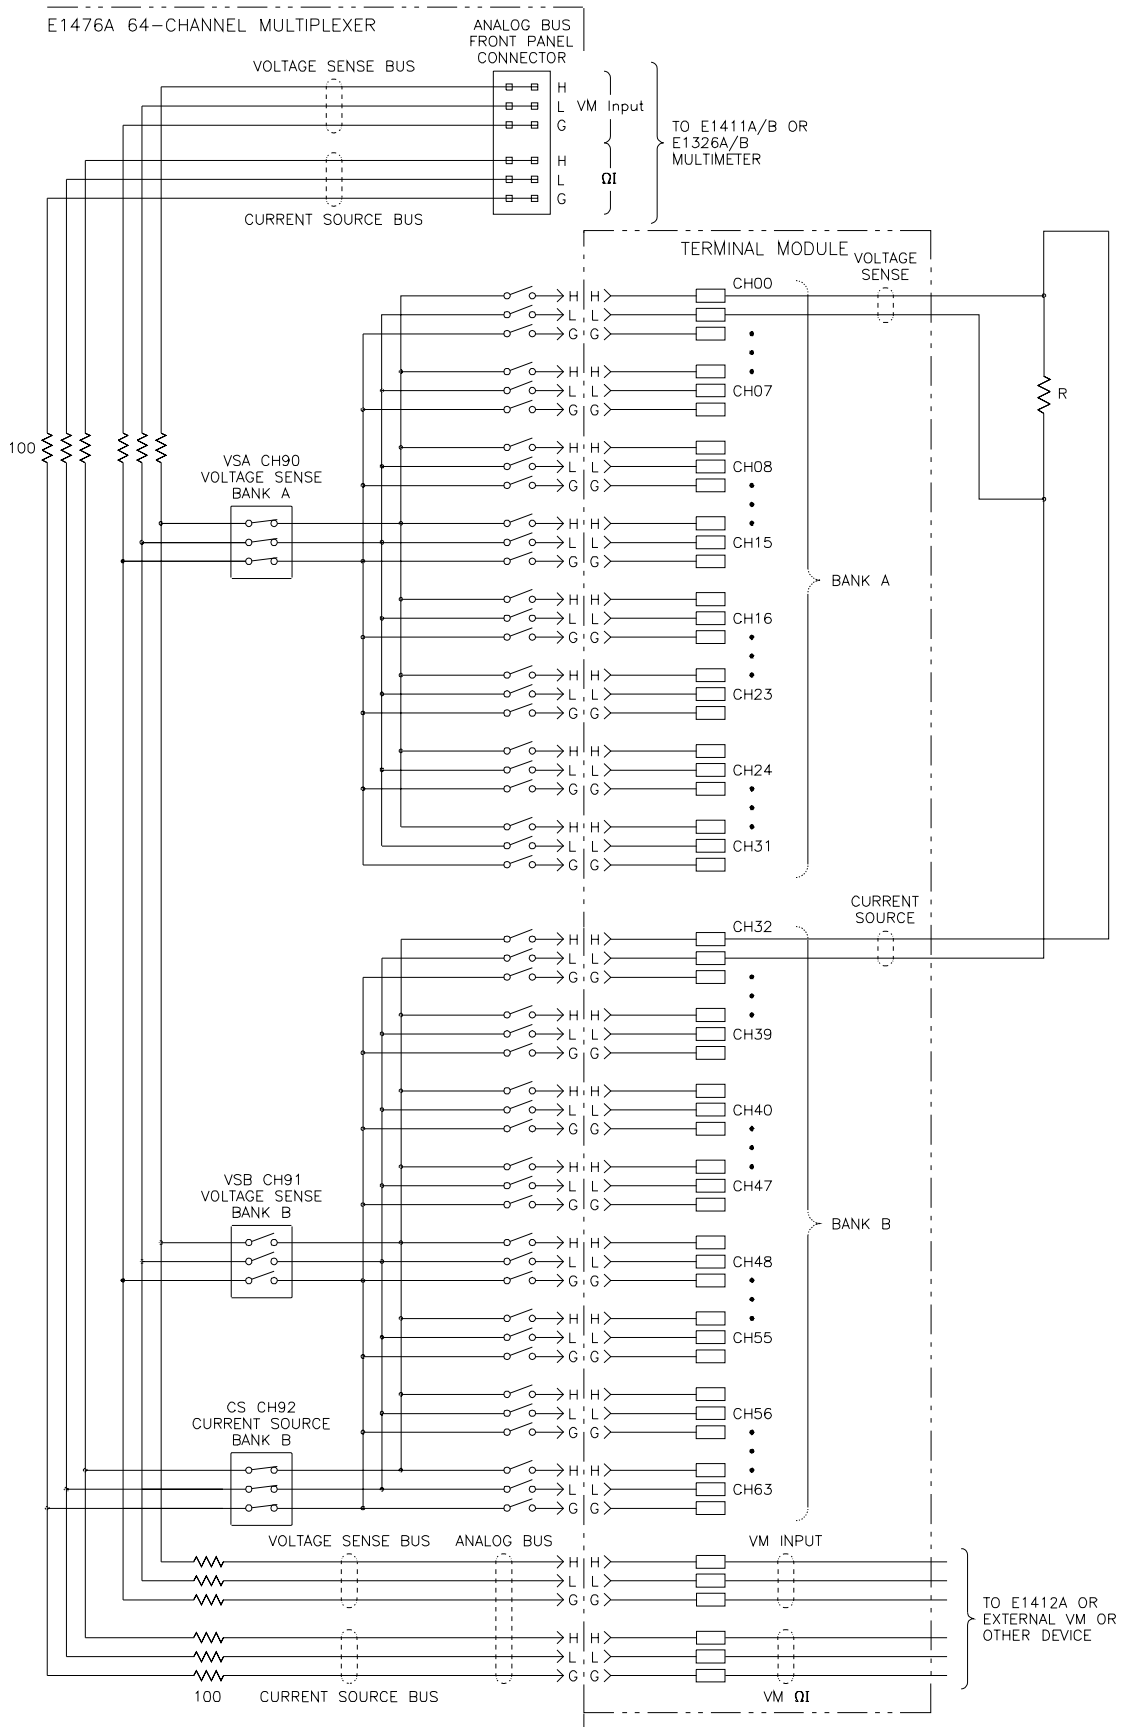 E1476A 64-CHANNEL MULTIPLEXER
ANALOG BUS
FRONT PANEL
CONNECTOR
VOLTAGE SENSE BUS
H
L
G
VM Input
H
L
G
ΩI
TO E1411A/B OR
E1326A/B
MULTIMETER
CURRENT SOURCE BUS
TERMINAL MODULE
VOLTAGE
SENSE
CH00
H H
L L
G G
H H
L L CH07
G G
R
100
VSA CH90
VOLTAGE SENSE
BANK A
H H
L L CH08
G G
H H
L L CH15
G G
BANK A
H H
L L CH16
G G
H H
L L CH23
G G
H H
L L CH24
G G
H H
L L CH31
G G
CURRENT
SOURCE
CH32
H H
L L
G G
H H
L L CH39
G G
H H
L L CH40
G G
H H
L L CH47
G G
VSB CH91
VOLTAGE SENSE
BANK B
BANK B
H H
L L CH48
G G
H H
L L CH55
G G
H H
L L CH56
G G
CS CH92
CURRENT SOURCE
BANK B
H H
L L CH63
G G
VOLTAGE SENSE BUS
ANALOG BUS
VM INPUT
H H
L L
G G
H H
L L
G G
TO E1412A OR
EXTERNAL VM OR
OTHER DEVICE
100
CURRENT SOURCE BUS
VM ΩI